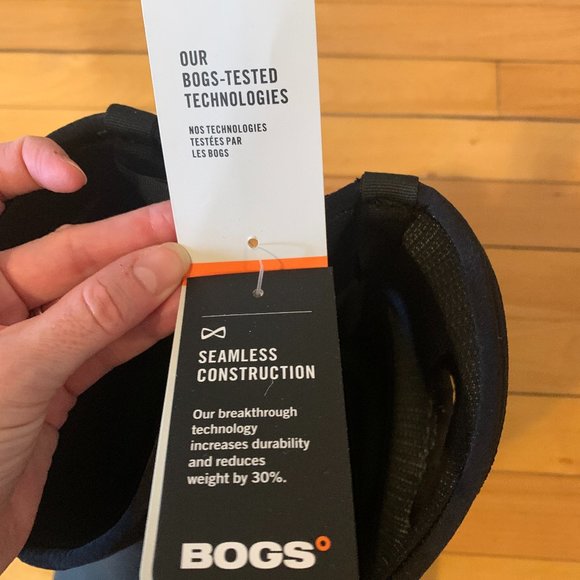 OUR
BOGS-TESTED
TECHNOLOGIES
NOS TECHNOLOGIES
TESTÉES PAR
LES BOGS
SEAMLESS
CONSTRUCTION
Our breakthrough
technology
increases durability
and reduces
weight by 30%.
BOGS°